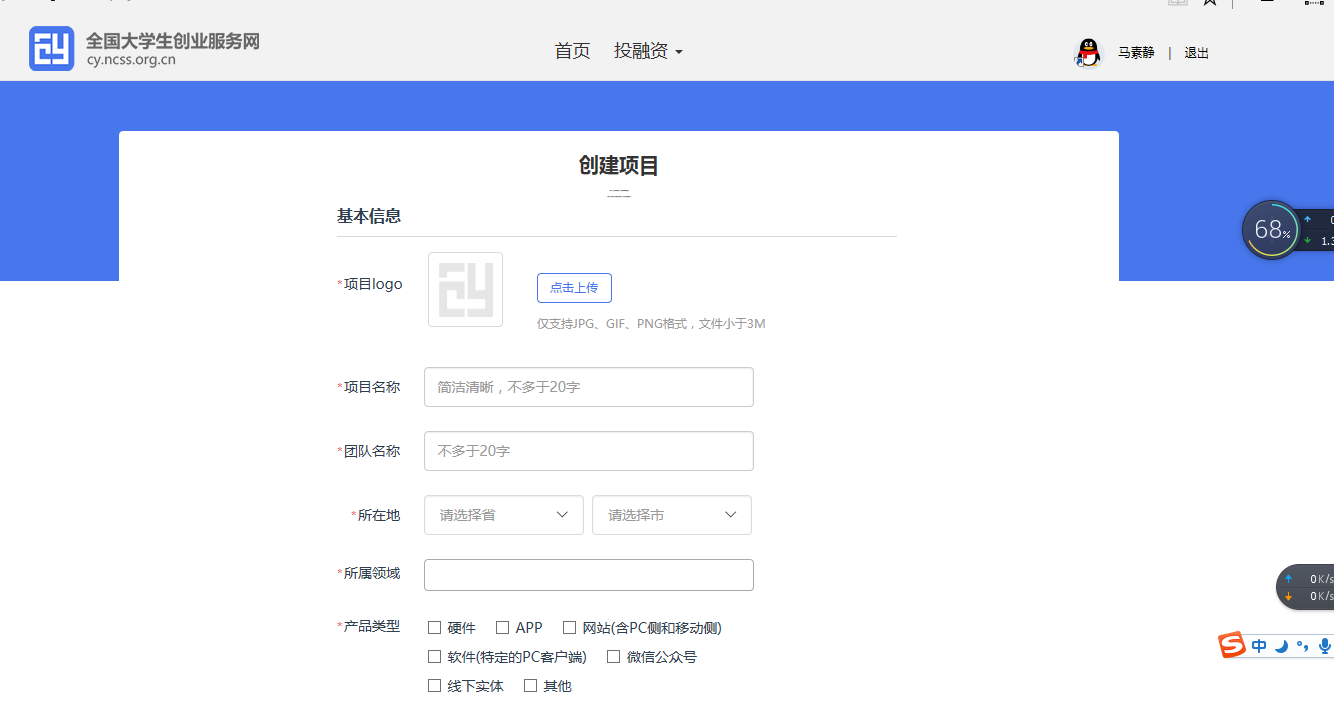 全国大学生创业服务网
cy.ncss.org.cn
首页 投融资
马素静 | 退出
创建项目
基本信息
68%
1.3
*项目logo
点击上传
仅支持JPG、GIF、PNG格式，文件小于3M
*项目名称 简洁清晰，不多于20字
*团队名称 不多于20字
*所在地 请选择省 请选择市
*所属领域
0K/s
0K/s
*产品类型 硬件 APP 网站(含PC侧和移动侧)
中
软件(特定的PC客户端) 微信公众号
线下实体 其他